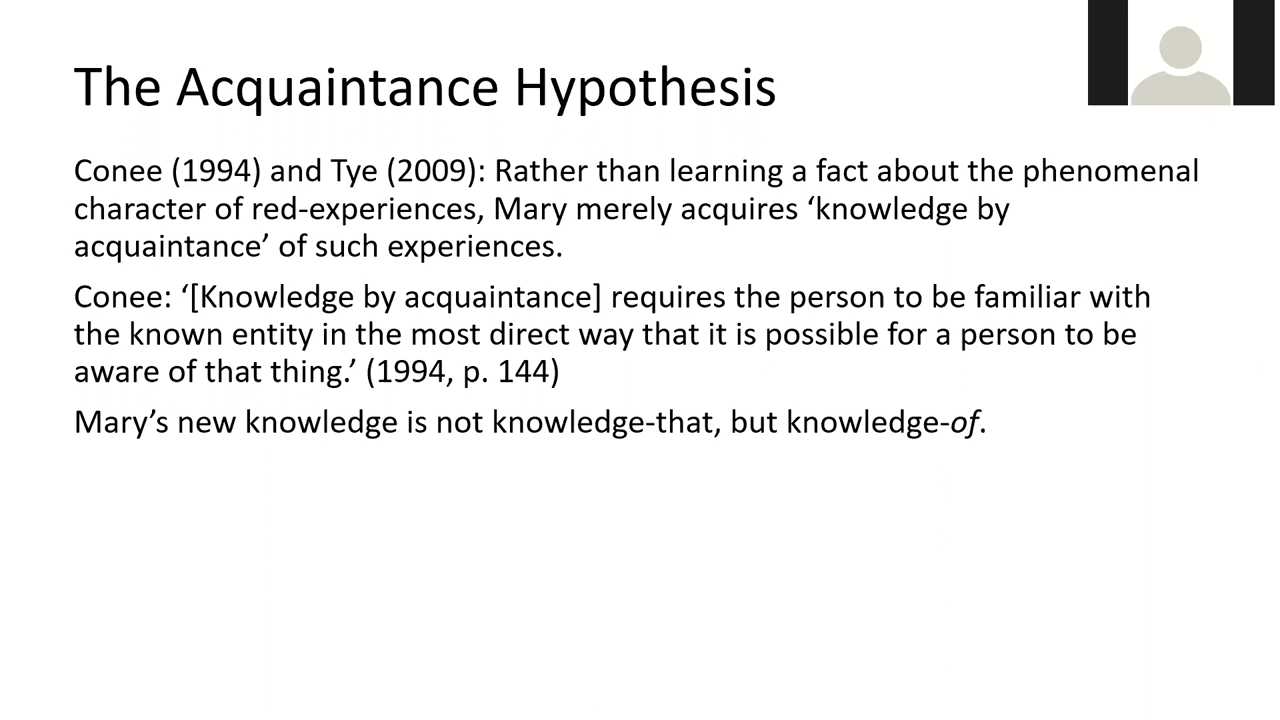 The Acquaintance Hypothesis
Conee (1994) and Tye (2009): Rather than learning a fact about the phenomenal
character of red-experiences, Mary merely acquires ‘knowledge by
acquaintance’ of such experiences.
Conee: ‘[Knowledge by acquaintance] requires the person to be familiar with
the known entity in the most direct way that it is possible for a person to be
aware of that thing.’ (1994, p. 144)
Mary’s new knowledge is not knowledge-that, but knowledge-of.